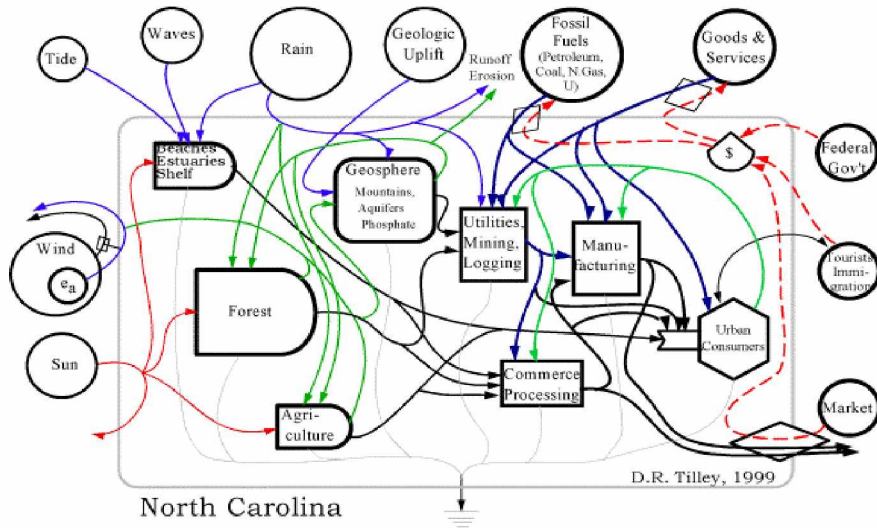 Tide
Waves
Rain
Geologic
Uplift
Runoff
Erosion
Fossil
Fuels
(Petroleum,
Coal, N.Gas,
U)
Goods &
Services
$
Federal
Gov't
Beaches
Estuaries
Shelf
Geosphere
Mountains,
Aquifers
Phosphate
Utilities,
Mining,
Logging
Manu-
facturing
Tourists
Immi-
gration
Wind
ea
Forest
Urban
Consumers
Sun
Agri-
culture
Commerce
Processing
Market
D.R. Tilley, 1999
North Carolina